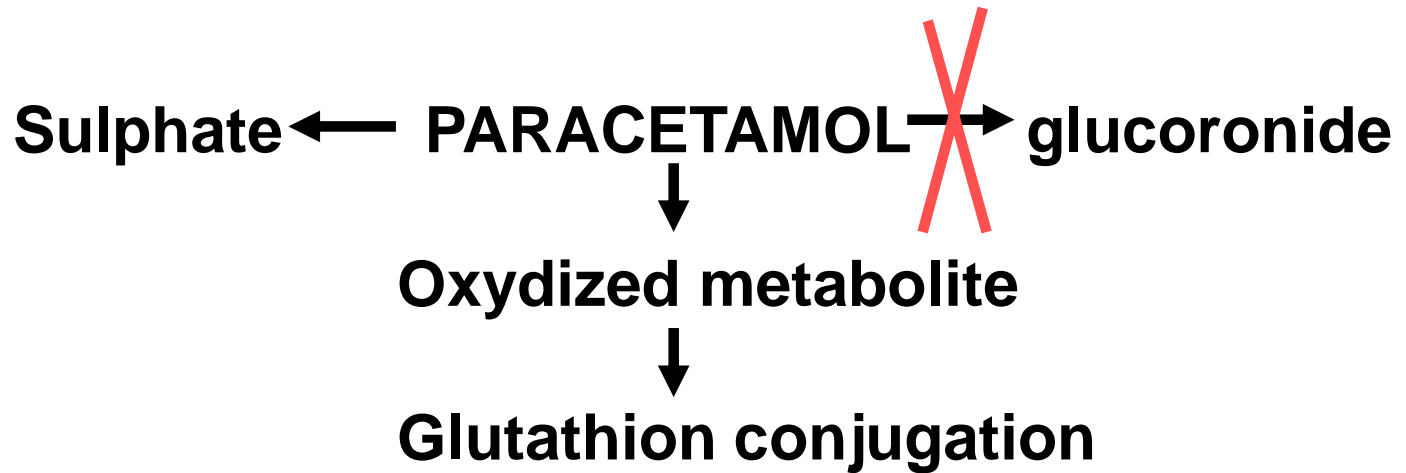 Sulphate PARACETAMOL glucoronide
Oxydized metabolite
Glutathion conjugation